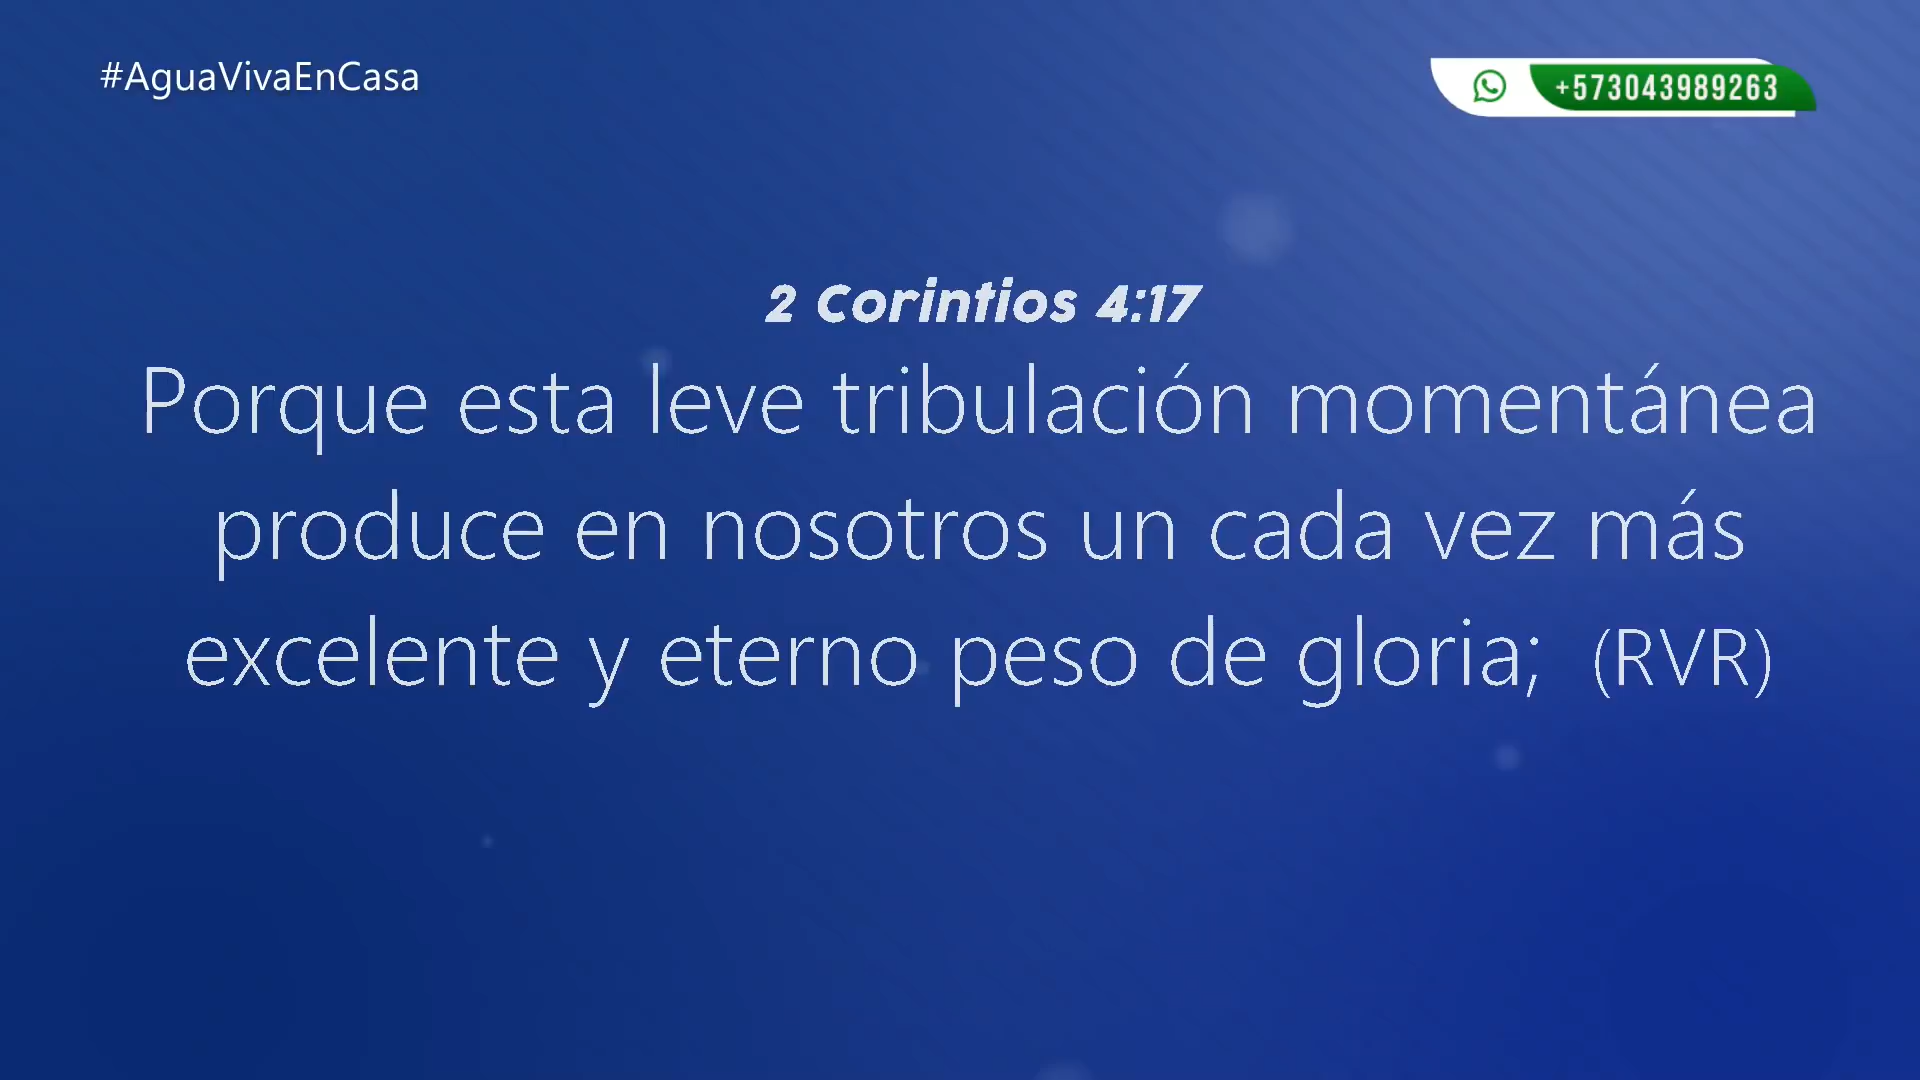 #AguaVivaEnCasa
+573043989263
2 Corintios 4:17
Porque esta leve tribulación momentánea
produce en nosotros un cada vez más
excelente y eterno peso de gloria; (RVR)